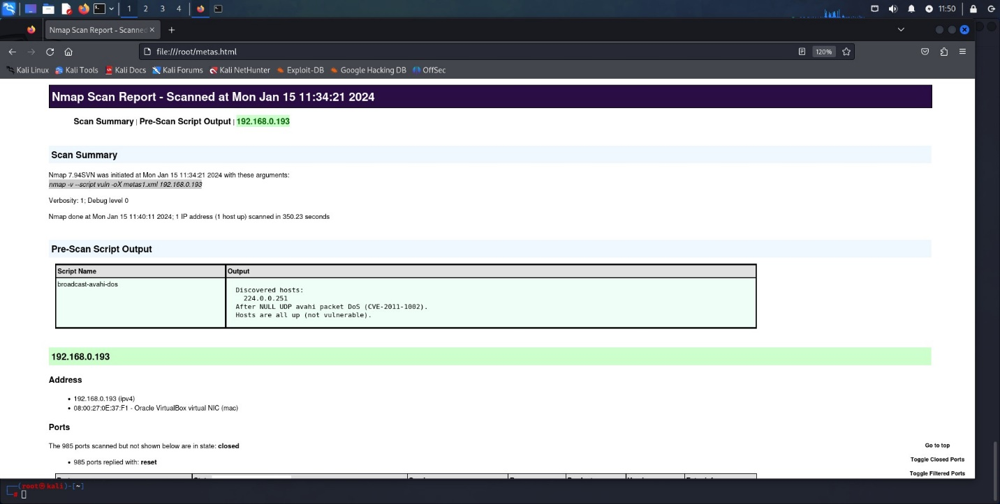 1 2 3 4 11:50
Nmap Scan Report - Scanned
file:///root/metas.html 120%
Kali Linux Kali Tools Kali Docs Kali Forums Kali NetHunter Exploit-DB Google Hacking DB OffSec
Nmap Scan Report - Scanned at Mon Jan 15 11:34:21 2024
Scan Summary | Pre-Scan Script Output | 192.168.0.193
Scan Summary
Nmap 7.94SVN was initiated at Mon Jan 15 11:34:21 2024 with these arguments:
nmap -v --script vuln -oX metas1.xml 192.168.0.193
Verbosity: 1; Debug level 0
Nmap done at Mon Jan 15 11:40:11 2024; 1 IP address (1 host up) scanned in 350.23 seconds
Pre-Scan Script Output
Script Name Output
broadcast-avahi-dos
Discovered hosts:
224.0.0.251
After NULL UDP avahi packet DoS (CVE-2011-1002).
Hosts are all up (not vulnerable).
192.168.0.193
Address
• 192.168.0.193 (ipv4)
• 08:00:27:0E:37:F1 - Oracle VirtualBox virtual NIC (mac)
Ports
The 985 ports scanned but not shown below are in state: closed
• 985 ports replied with: reset
Go to top
Toggle Closed Ports
Toggle Filtered Ports
(root㉿kali)-[~]
#